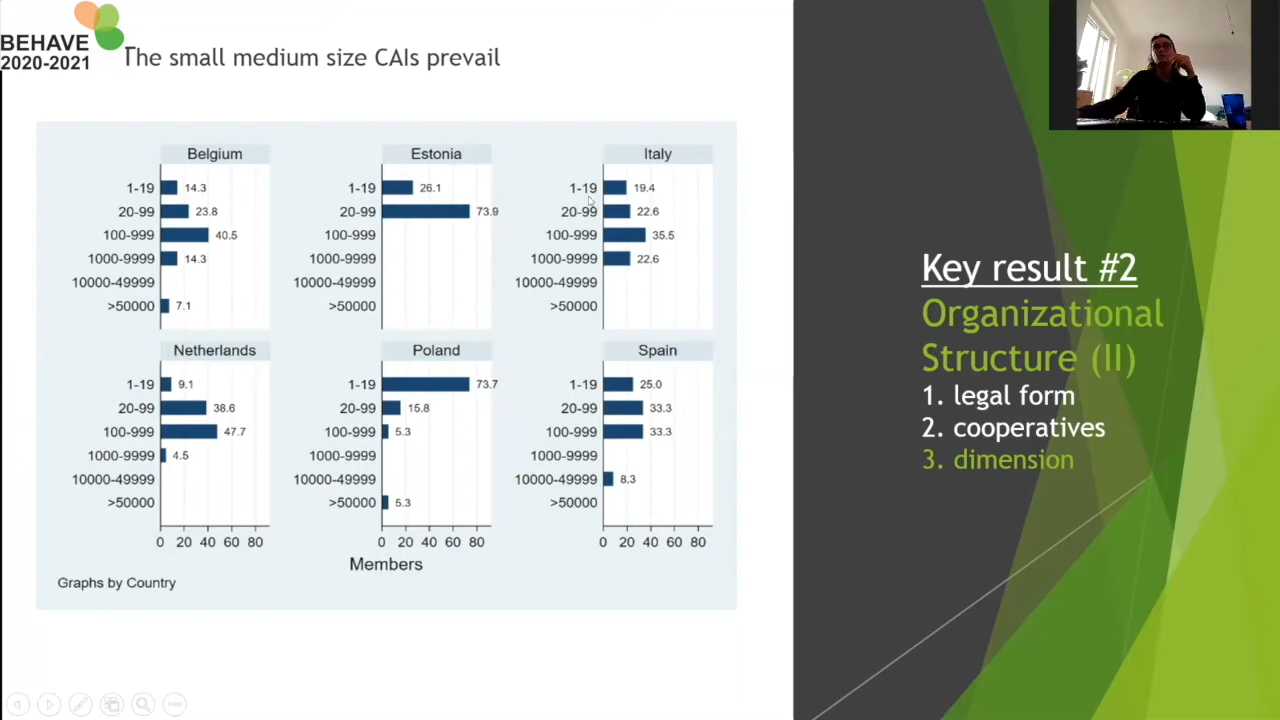 BEHAVE
2020-2021
The small medium size CAIs prevail
Belgium
1-19 14.3
20-99 23.8
100-999 40.5
1000-9999 14.3
10000-49999
>50000 7.1
Estonia
1-19 26.1
20-99 73.9
100-999
1000-9999
10000-49999
>50000
Italy
1-19 19.4
20-99 22.6
100-999 35.5
1000-9999 22.6
10000-49999
>50000
Netherlands
1-19 9.1
20-99 38.6
100-999 47.7
1000-9999 4.5
10000-49999
>50000
0 20 40 60 80
Poland
1-19 73.7
20-99 15.8
100-999 5.3
1000-9999
10000-49999
>50000 5.3
0 20 40 60 80
Spain
1-19 25.0
20-99 33.3
100-999 33.3
1000-9999
10000-49999 8.3
>50000
0 20 40 60 80
Members
Graphs by Country
Key result #2
Organizational
Structure (II)
1. legal form
2. cooperatives
3. dimension